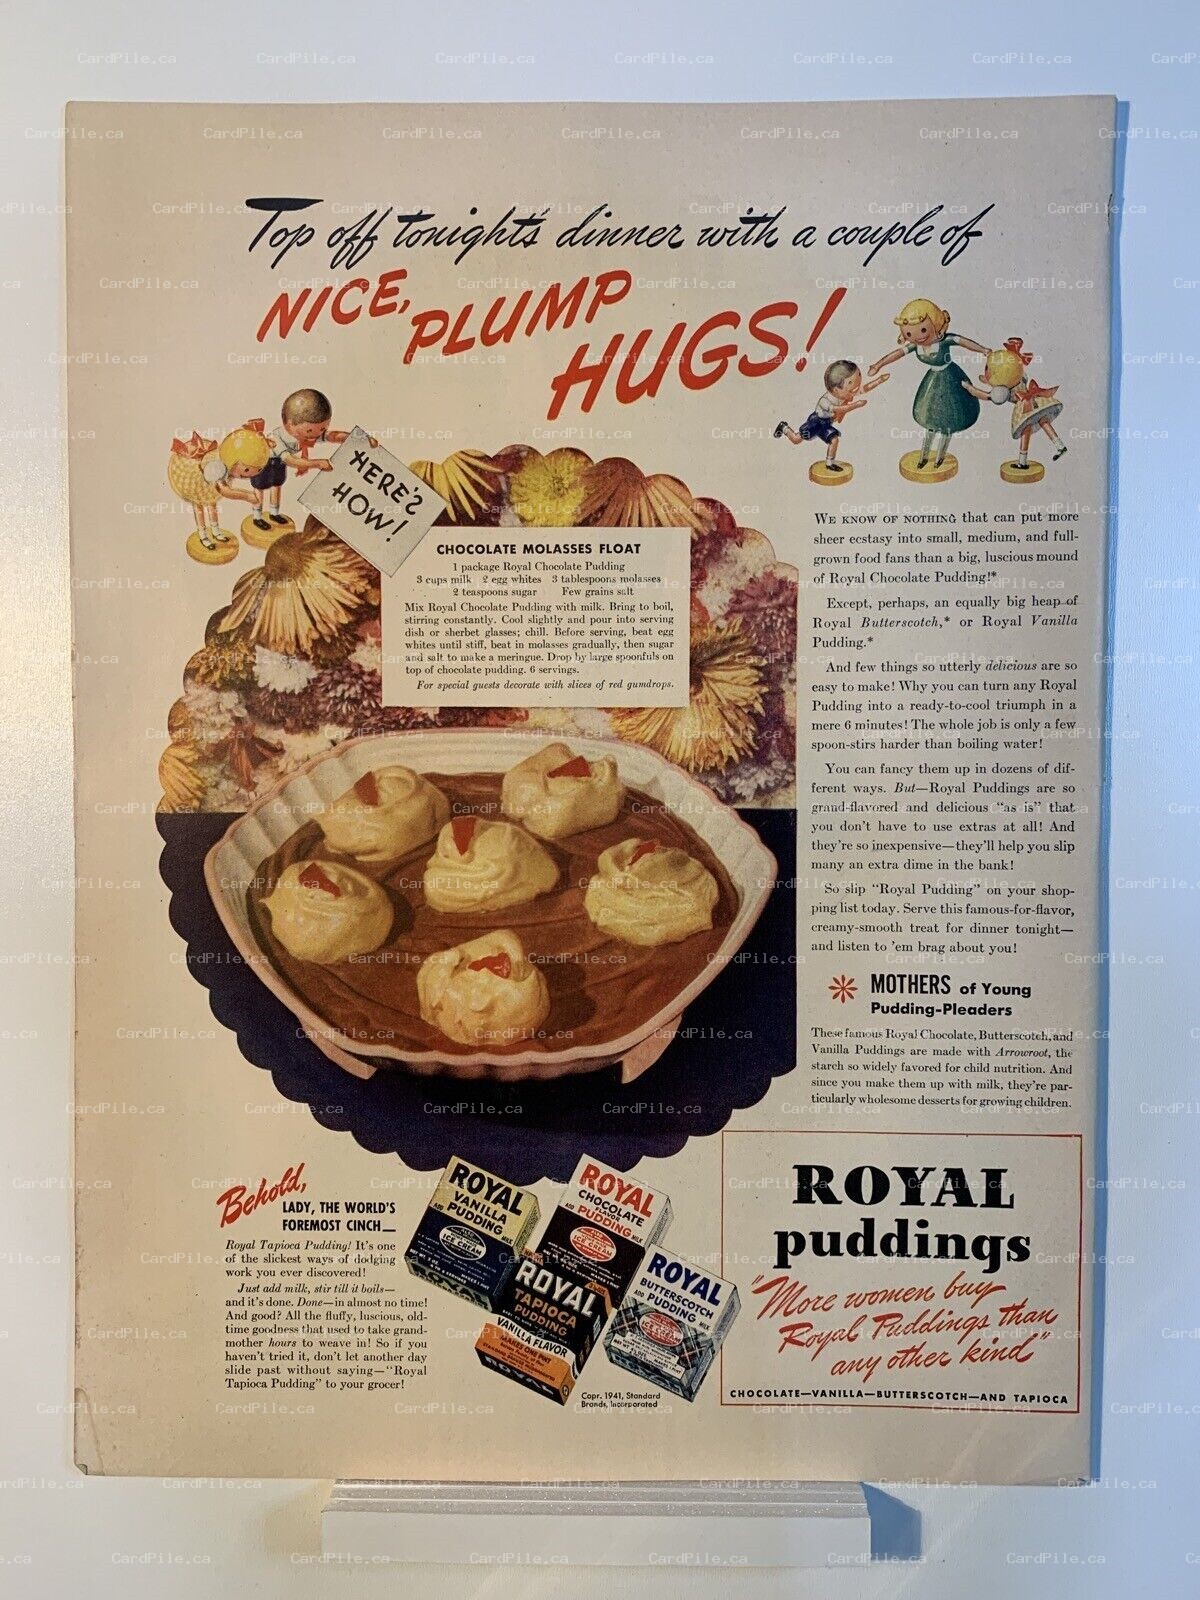 Top off tonight's dinner with a couple of
NICE, PLUMP HUGS!
HERE'S
HOW!
CHOCOLATE MOLASSES FLOAT
1 package Royal Chocolate Pudding
3 cups milk 2 egg whites 3 tablespoons molasses
2 teaspoons sugar Few grains salt
Mix Royal Chocolate Pudding with milk. Bring to boil,
stirring constantly. Cool slightly and pour into serving
dish or sherbet glasses; chill. Before serving, beat egg
whites until stiff, beat in molasses gradually, then sugar
and salt to make a meringue. Drop by large spoonfuls on
top of chocolate pudding. 6 servings.
For special guests decorate with slices of red gumdrops.
WE KNOW OF NOTHING that can put more
sheer ecstasy into small, medium, and full-
grown food fans than a big, luscious mound
of Royal Chocolate Pudding!*
Except, perhaps, an equally big heap of
Royal Butterscotch,* or Royal Vanilla
Pudding.*
And few things so utterly delicious are so
easy to make! Why you can turn any Royal
Pudding into a ready-to-cool triumph in a
mere 6 minutes! The whole job is only a few
spoon-stirs harder than boiling water!
You can fancy them up in dozens of dif-
ferent ways. But—Royal Puddings are so
grand-flavored and delicious "as is" that
you don't have to use extras at all! And
they're so inexpensive—they'll help you slip
many an extra dime in the bank!
So slip "Royal Pudding" on your shop-
ping list today. Serve this famous-for-flavor,
creamy-smooth treat for dinner tonight—
and listen to 'em brag about you!
* MOTHERS of Young
Pudding-Pleaders
These famous Royal Chocolate, Butterscotch, and
Vanilla Puddings are made with Arrowroot, the
starch so widely favored for child nutrition. And
since you make them up with milk, they're par-
ticularly wholesome desserts for growing children.
Behold,
LADY, THE WORLD'S
FOREMOST CINCH—
Royal Tapioca Pudding! It's one
of the slickest ways of dodging
work you ever discovered!
Just add milk, stir till it boils—
and it's done. Done—in almost no time!
And good? All the fluffy, luscious, old-
time goodness that used to take grand-
mother hours to weave in! So if you
haven't tried it, don't let another day
slide past without saying—"Royal
Tapioca Pudding" to your grocer!
ROYAL
VANILLA
ADD PUDDING MILK
ICE CREAM
ROYAL
CHOCOLATE
FLAVOR
ADD PUDDING MILK
ICE CREAM
ROYAL
TAPIOCA
PUDDING
VANILLA FLAVOR
MAKES ONE PINT
ROYAL
ROYAL
BUTTERSCOTCH
ADD PUDDING MILK
ICE CREAM
Copr. 1941, Standard
Brands, Incorporated
ROYAL
puddings
"More women buy
Royal Puddings than
any other kind"
CHOCOLATE—VANILLA—BUTTERSCOTCH—AND TAPIOCA
CardPile.ca